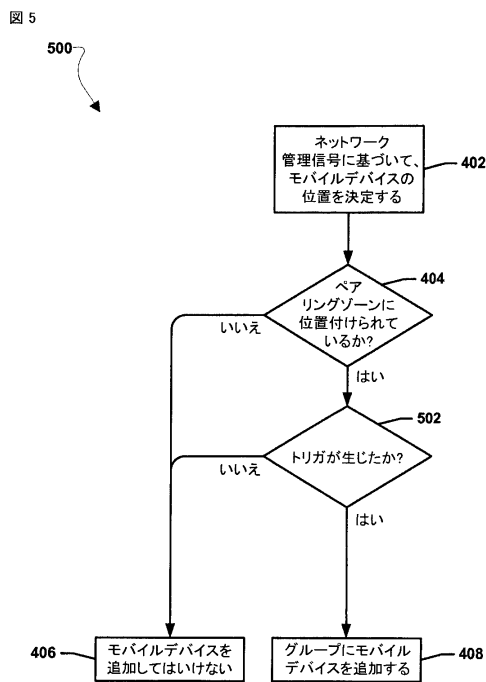 図 5
500
ネットワーク
管理信号に基づいて、
モバイルデバイスの
位置を決定する
402
404
ペア
リングゾーンに
位置付けられて
いるか?
いいえ
はい
502
トリガが生じたか?
いいえ
はい
406
モバイルデバイスを
追加してはいけない
グループにモバイル
デバイスを追加する
408